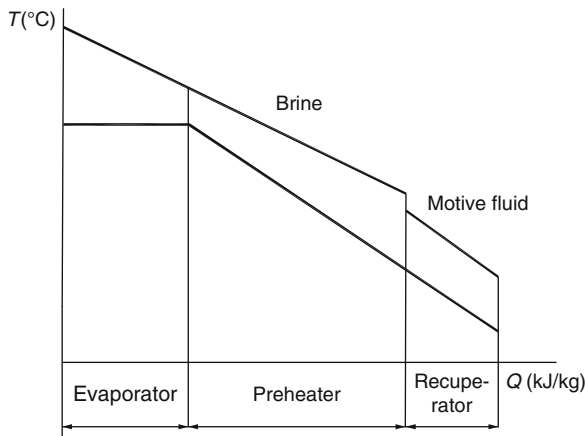 T(°C)
Brine
Motive fluid
Evaporator
Preheater
Recupe-
rator
Q (kJ/kg)